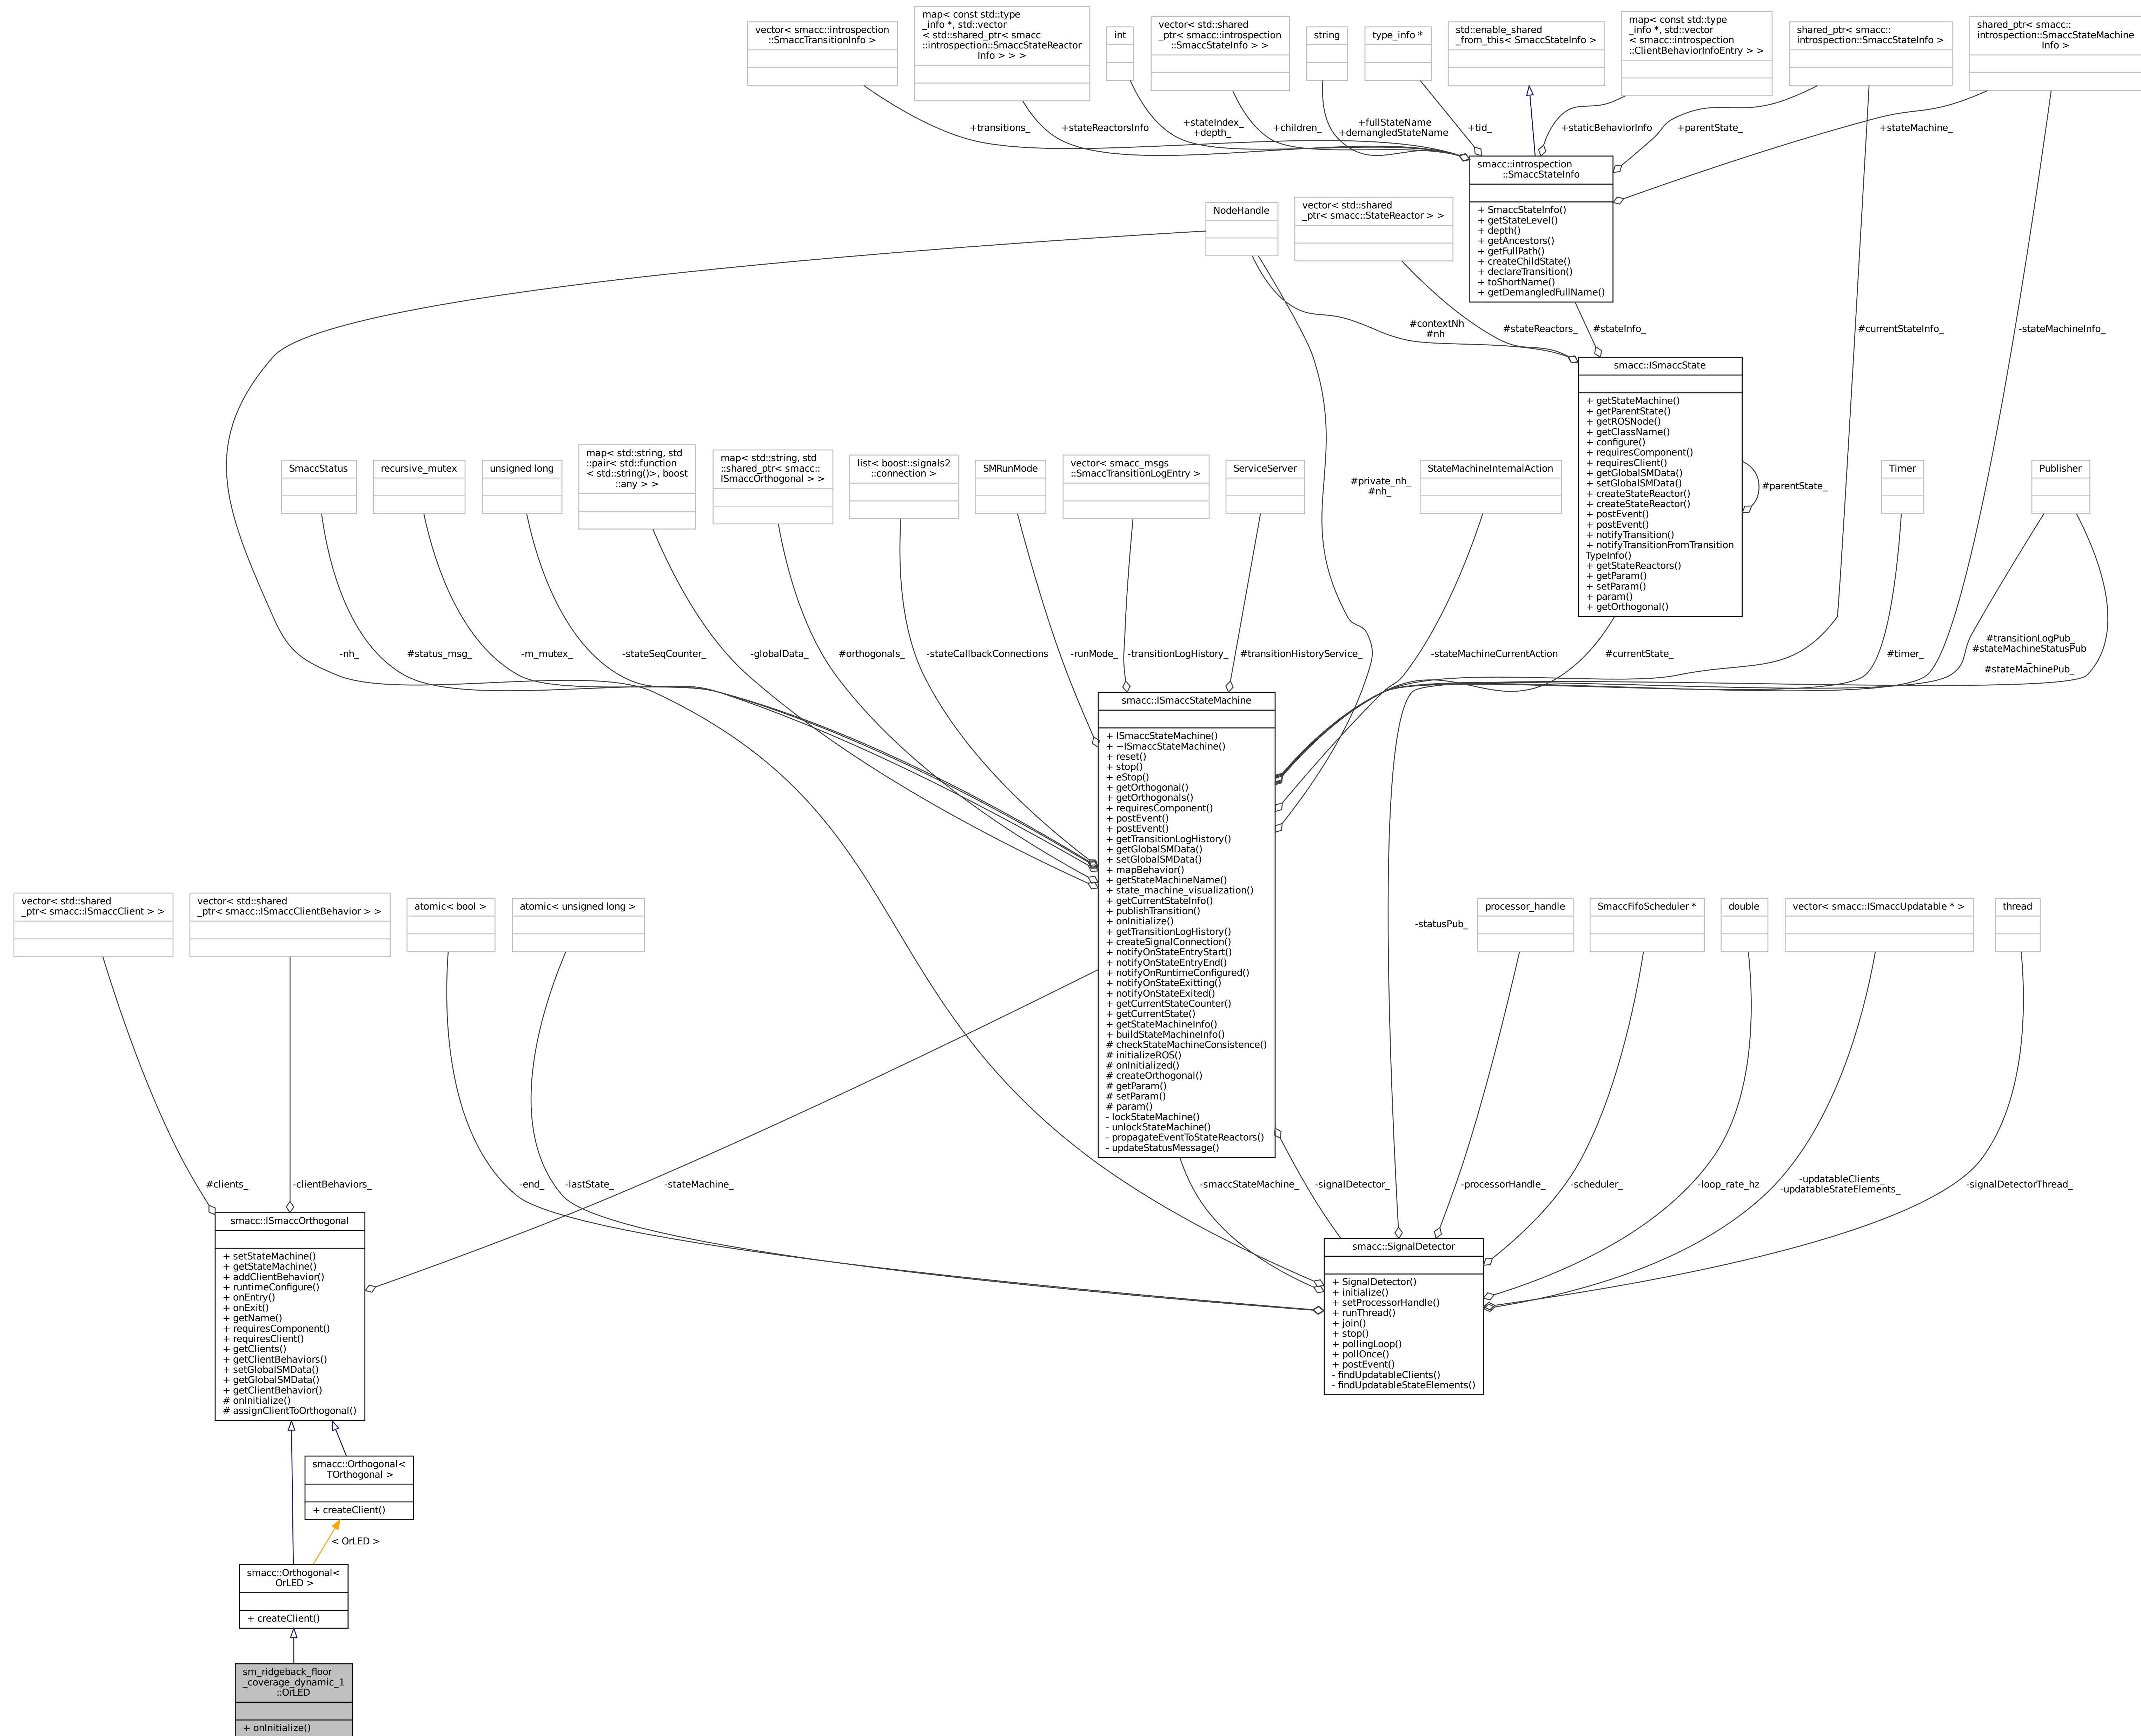 vector< smacc::introspection
::SmaccTransitionInfo >
map< const std::type
_info *, std::vector
< std::shared_ptr< smacc
::introspection::SmaccStateReactor
Info > > >
int
vector< std::shared
_ptr< smacc::introspection
::SmaccStateInfo > >
string
type_info *
std::enable_shared
_from_this< SmaccStateInfo >
map< const std::type
_info *, std::vector
< smacc::introspection
::ClientBehaviorInfoEntry > >
shared_ptr< smacc::
introspection::SmaccStateInfo >
shared_ptr< smacc::
introspection::SmaccStateMachine
Info >
+transitions_
+stateReactorsInfo
+stateIndex_
+depth_
+children_
+fullStateName
+demangledStateName
+tid_
+staticBehaviorInfo
+parentState_
+stateMachine_
smacc::introspection
::SmaccStateInfo
+ SmaccStateInfo()
+ getStateLevel()
+ depth()
+ getAncestors()
+ getFullPath()
+ createChildState()
+ declareTransition()
+ toShortName()
+ getDemangledFullName()
NodeHandle
vector< std::shared
_ptr< smacc::StateReactor > >
#contextNh
#nh
#stateReactors_
#stateInfo_
#currentStateInfo_
-stateMachineInfo_
smacc::ISmaccState
+ getStateMachine()
+ getParentState()
+ getROSNode()
+ getClassName()
+ configure()
+ requiresComponent()
+ requiresClient()
+ getGlobalSMData()
+ setGlobalSMData()
+ createStateReactor()
+ createStateReactor()
+ postEvent()
+ postEvent()
+ notifyTransition()
+ notifyTransitionFromTransition
TypeInfo()
+ getStateReactors()
+ getParam()
+ setParam()
+ param()
+ getOrthogonal()
#parentState_
SmaccStatus
recursive_mutex
unsigned long
map< std::string, std
::pair< std::function
< std::string()>, boost
::any > >
map< std::string, std
::shared_ptr< smacc::
ISmaccOrthogonal > >
list< boost::signals2
::connection >
SMRunMode
vector< smacc_msgs
::SmaccTransitionLogEntry >
ServiceServer
#private_nh_
#nh_
StateMachineInternalAction
Timer
Publisher
-nh_
#status_msg_
-m_mutex_
-stateSeqCounter_
-globalData_
#orthogonals_
-stateCallbackConnections
-runMode_
-transitionLogHistory_
#transitionHistoryService_
-stateMachineCurrentAction
#currentState_
#timer_
#transitionLogPub_
#stateMachineStatusPub
_
#stateMachinePub_
smacc::ISmaccStateMachine
+ ISmaccStateMachine()
+ ~ISmaccStateMachine()
+ reset()
+ stop()
+ eStop()
+ getOrthogonal()
+ getOrthogonals()
+ requiresComponent()
+ postEvent()
+ postEvent()
+ getTransitionLogHistory()
+ getGlobalSMData()
+ setGlobalSMData()
+ mapBehavior()
+ getStateMachineName()
+ state_machine_visualization()
+ getCurrentStateInfo()
+ publishTransition()
+ onInitialize()
+ getTransitionLogHistory()
+ createSignalConnection()
+ notifyOnStateEntryStart()
+ notifyOnStateEntryEnd()
+ notifyOnRuntimeConfigured()
+ notifyOnStateExitting()
+ notifyOnStateExited()
+ getCurrentStateCounter()
+ getCurrentState()
+ getStateMachineInfo()
+ buildStateMachineInfo()
# checkStateMachineConsistence()
# initializeROS()
# onInitialized()
# createOrthogonal()
# getParam()
# setParam()
# param()
- lockStateMachine()
- unlockStateMachine()
- propagateEventToStateReactors()
- updateStatusMessage()
vector< std::shared
_ptr< smacc::ISmaccClient > >
vector< std::shared
_ptr< smacc::ISmaccClientBehavior > >
atomic< bool >
atomic< unsigned long >
-statusPub_
processor_handle
SmaccFifoScheduler *
double
vector< smacc::ISmaccUpdatable * >
thread
#clients_
-clientBehaviors_
-end_
-lastState_
-stateMachine_
-smaccStateMachine_
-signalDetector_
-processorHandle_
-scheduler_
-loop_rate_hz
-updatableClients_
-updatableStateElements_
-signalDetectorThread_
smacc::ISmaccOrthogonal
+ setStateMachine()
+ getStateMachine()
+ addClientBehavior()
+ runtimeConfigure()
+ onEntry()
+ onExit()
+ getName()
+ requiresComponent()
+ requiresClient()
+ getClients()
+ getClientBehaviors()
+ setGlobalSMData()
+ getGlobalSMData()
+ getClientBehavior()
# onInitialize()
# assignClientToOrthogonal()
smacc::SignalDetector
+ SignalDetector()
+ initialize()
+ setProcessorHandle()
+ runThread()
+ join()
+ stop()
+ pollingLoop()
+ pollOnce()
+ postEvent()
- findUpdatableClients()
- findUpdatableStateElements()
smacc::Orthogonal<
TOrthogonal >
+ createClient()
< OrLED >
smacc::Orthogonal<
OrLED >
+ createClient()
sm_ridgeback_floor
_coverage_dynamic_1
::OrLED
+ onInitialize()